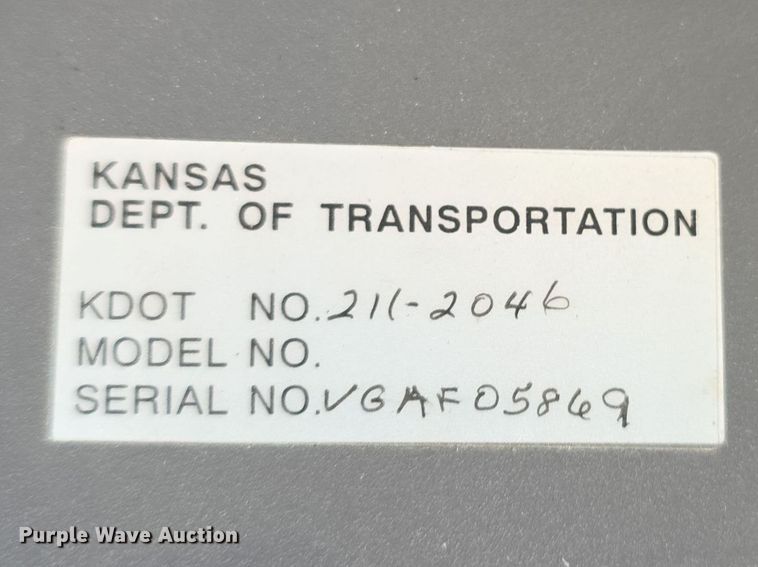 KANSAS
DEPT. OF TRANSPORTATION
KDOT NO. 211-2046
MODEL NO.
SERIAL NO. VGAF05869
Purple Wave Auction